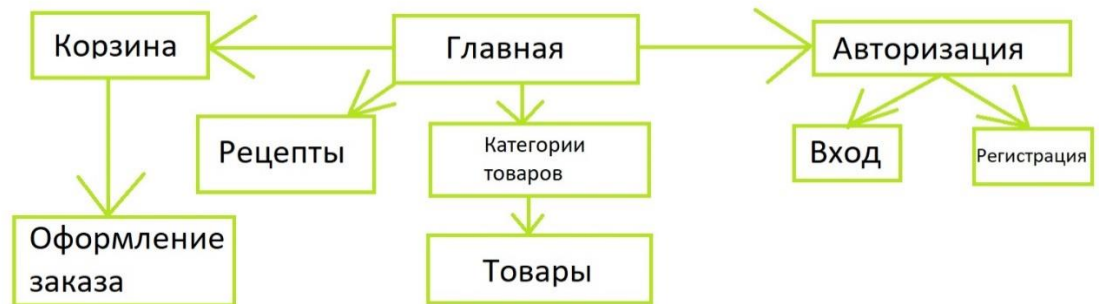 Корзина
Главная
Авторизация
Рецепты
Категории
товаров
Вход
Регистрация
Оформление
заказа
Товары